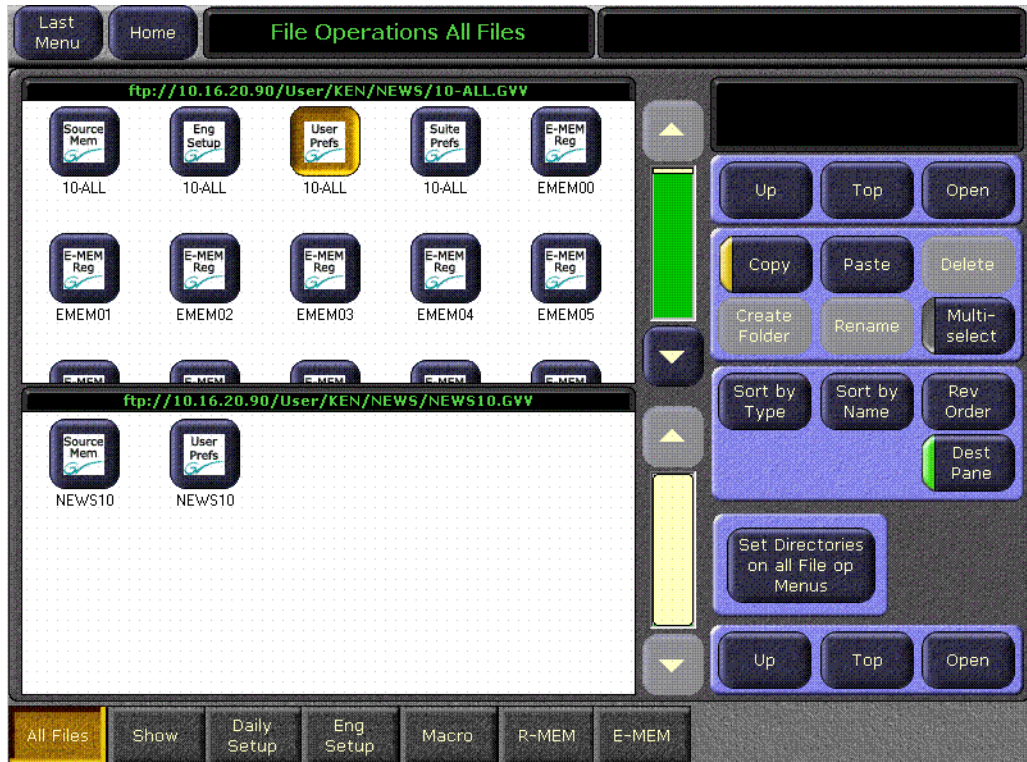 Last
Menu
Home
File Operations All Files
ftp://10.16.20.90/User/KEN/NEWS/10-ALL.GVV
Source
Mem
10-ALL
Eng
Setup
10-ALL
User
Prefs
10-ALL
Suite
Prefs
10-ALL
E-MEM
Reg
EMEM00
E-MEM
Reg
EMEM01
E-MEM
Reg
EMEM02
E-MEM
Reg
EMEM03
E-MEM
Reg
EMEM04
E-MEM
Reg
EMEM05
E-MEM
E-MEM
E-MEM
E-MEM
E-MEM
ftp://10.16.20.90/User/KEN/NEWS/NEWS10.GVV
Source
Mem
NEWS10
User
Prefs
NEWS10
Up
Top
Open
Copy
Paste
Delete
Create
Folder
Rename
Multi-
select
Sort by
Type
Sort by
Name
Rev
Order
Dest
Pane
Set Directories
on all File op
Menus
Up
Top
Open
All Files
Show
Daily
Setup
Eng
Setup
Macro
R-MEM
E-MEM